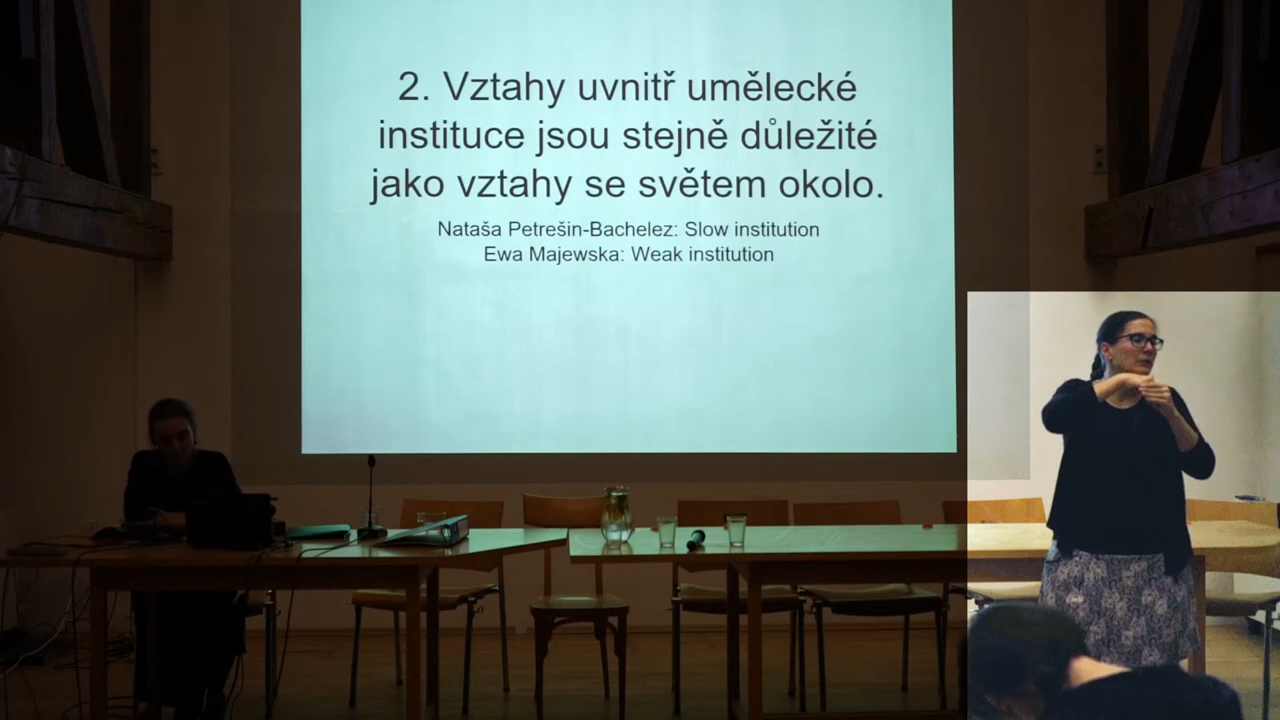 2. Vztahy uvnitř umělecké
instituce jsou stejně důležité
jako vztahy se světem okolo.
Nataša Petrešin-Bachelez: Slow institution
Ewa Majewska: Weak institution